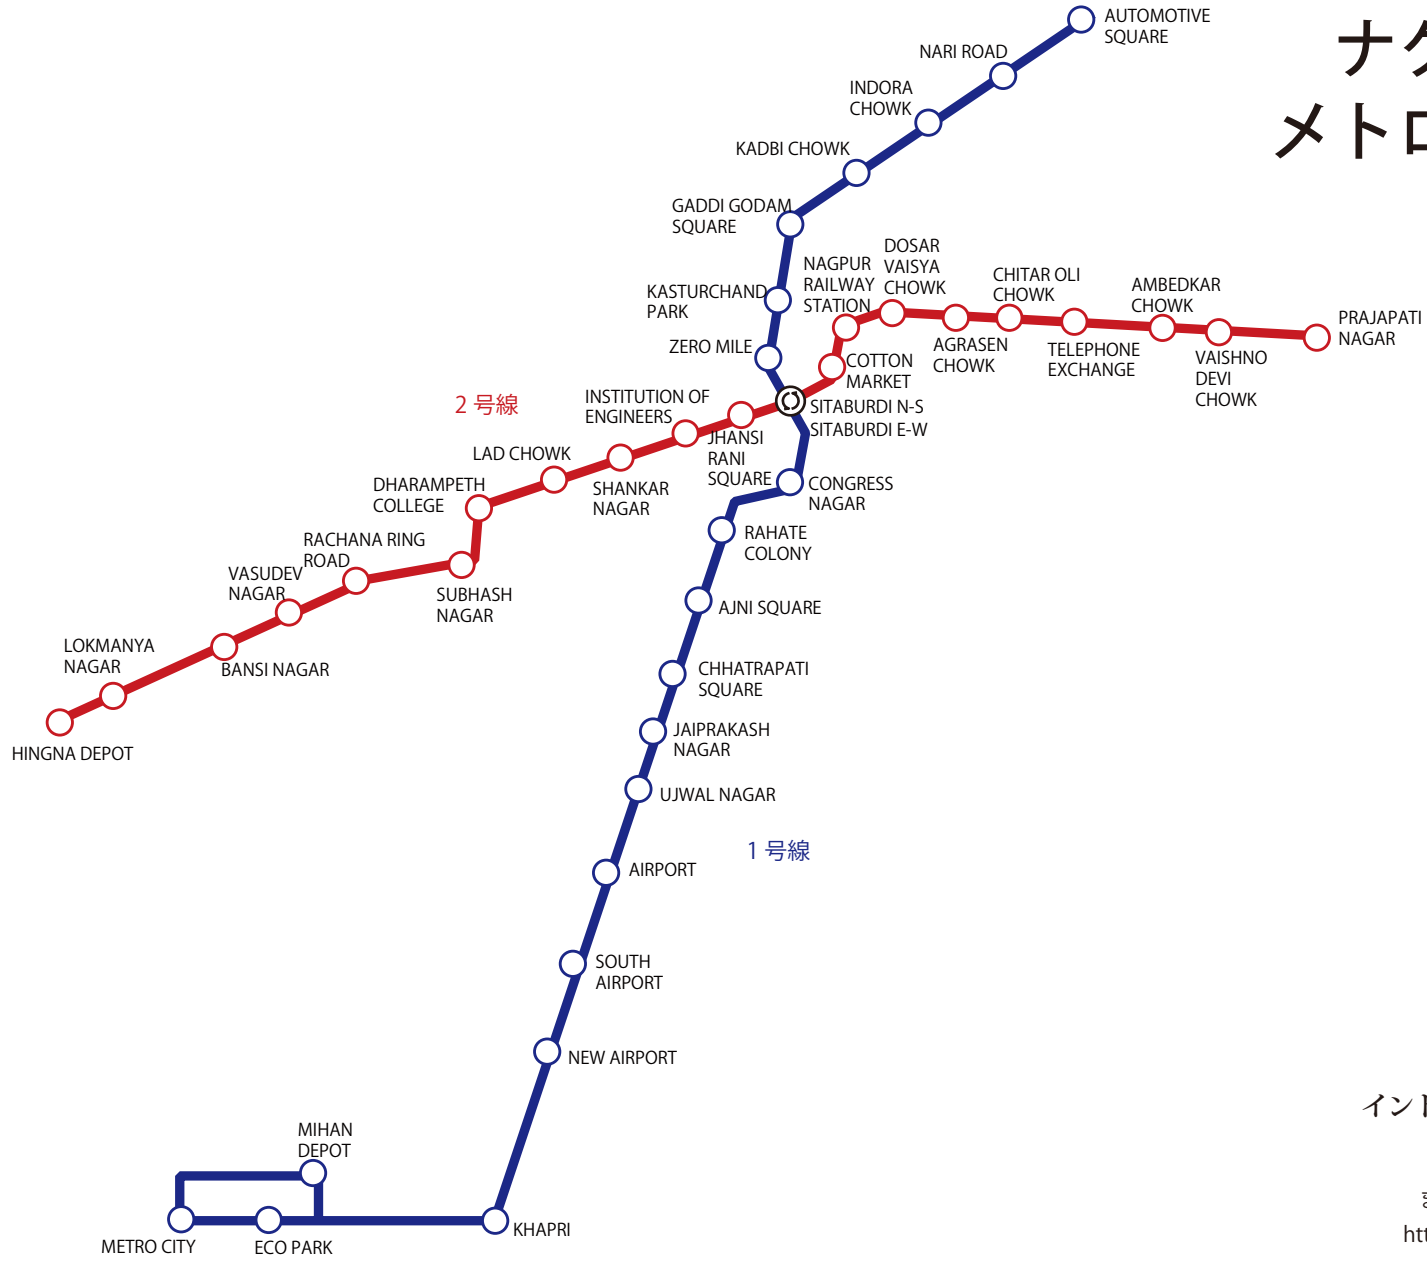 AUTOMOTIVE
SQUARE
NARI ROAD
INDORA
CHOWK
KADBI CHOWK
GADDI GODAM
SQUARE
KASTURCHAND
PARK
ZERO MILE
NAGPUR
RAILWAY
STATION
DOSAR
VAISYA
CHOWK
CHITAR OLI
CHOWK
AMBEDKAR
CHOWK
PRAJAPATI
NAGAR
AGRASEN
CHOWK
TELEPHONE
EXCHANGE
VAISHNO
DEVI
CHOWK
COTTON
MARKET
SITABURDI N-S
SITABURDI E-W
2 号線
INSTITUTION OF
ENGINEERS
JHANSI
RANI
SQUARE
LAD CHOWK
SHANKAR
NAGAR
DHARAMPETH
COLLEGE
RACHANA RING
ROAD
SUBHASH
NAGAR
VASUDEV
NAGAR
BANSI NAGAR
LOKMANYA
NAGAR
HINGNA DEPOT
CONGRESS
NAGAR
RAHATE
COLONY
AJNI SQUARE
CHHATRAPATI
SQUARE
JAIPRAKASH
NAGAR
UJWAL NAGAR
1 号線
AIRPORT
SOUTH
AIRPORT
NEW AIRPORT
MIHAN
DEPOT
METRO CITY
ECO PARK
KHAPRI
ナグ
メトロ
イント
htt